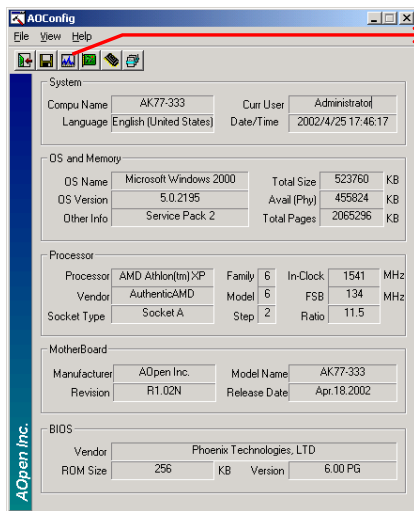 AOConfig
File View Help
System
Compu Name AK77-333 Curr User Administrator
Language English (United States) Date/Time 2002/4/25 17:46:17
OS and Memory
OS Name Microsoft Windows 2000 Total Size 523760 KB
OS Version 5.0.2195 Avail (Phy) 455824 KB
Other Info Service Pack 2 Total Pages 2065296 KB
Processor
Processor AMD Athlon(tm) XP Family 6 In-Clock 1541 MHz
Vendor AuthenticAMD Model 6 FSB 134 MHz
Socket Type Socket A Step 2 Ratio 11.5
MotherBoard
Manufacturer AOpen Inc. Model Name AK77-333
Revision R1.02N Release Date Apr.18.2002
BIOS
Vendor Phoenix Technologies, LTD
ROM Size 256 KB Version 6.00 PG
AOpen Inc.